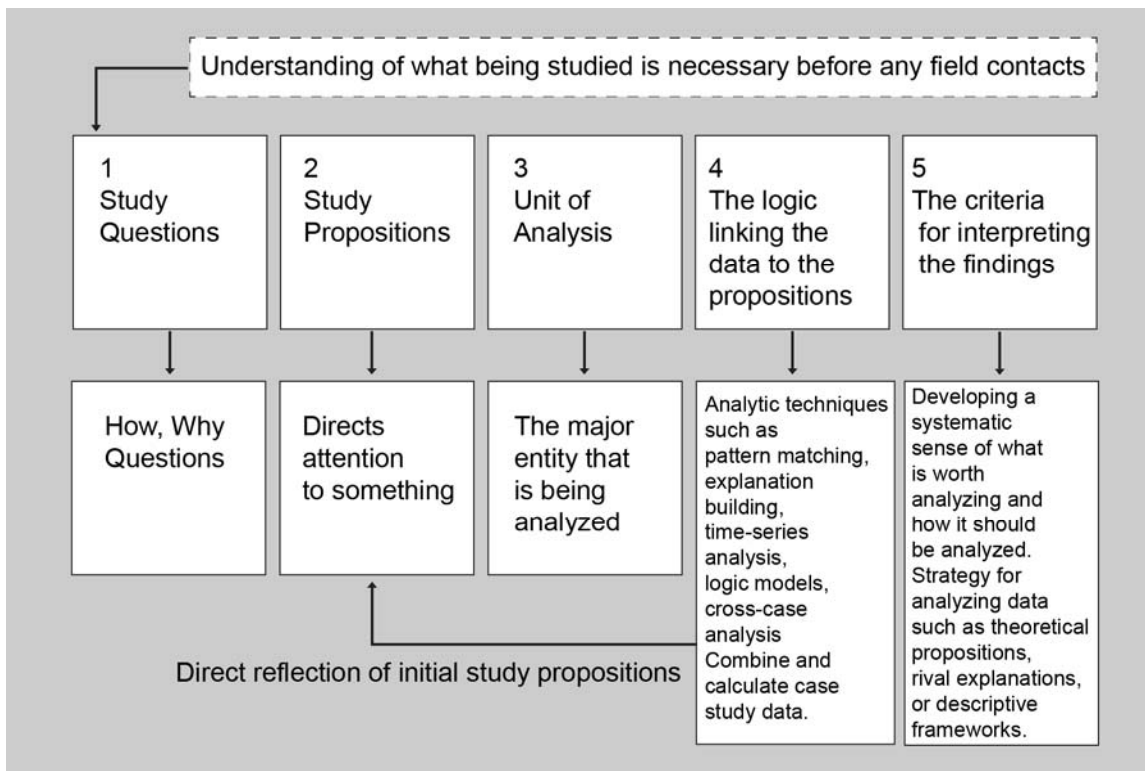 Understanding of what being studied is necessary before any field contacts
1
Study
Questions
2
Study
Propositions
3
Unit of
Analysis
4
The logic
linking the
data to the
propositions
5
The criteria
for interpreting
the findings
How, Why
Questions
Directs
attention
to something
The major
entity that
is being
analyzed
Analytic techniques
such as
pattern matching,
explanation
building,
time-series
analysis,
logic models,
cross-case
analysis
Combine and
calculate case
study data.
Developing a
systematic
sense of what
is worth
analyzing and
how it should
be analyzed.
Strategy for
analyzing data
such as theoretical
propositions,
rival explanations,
or descriptive
frameworks.
Direct reflection of initial study propositions